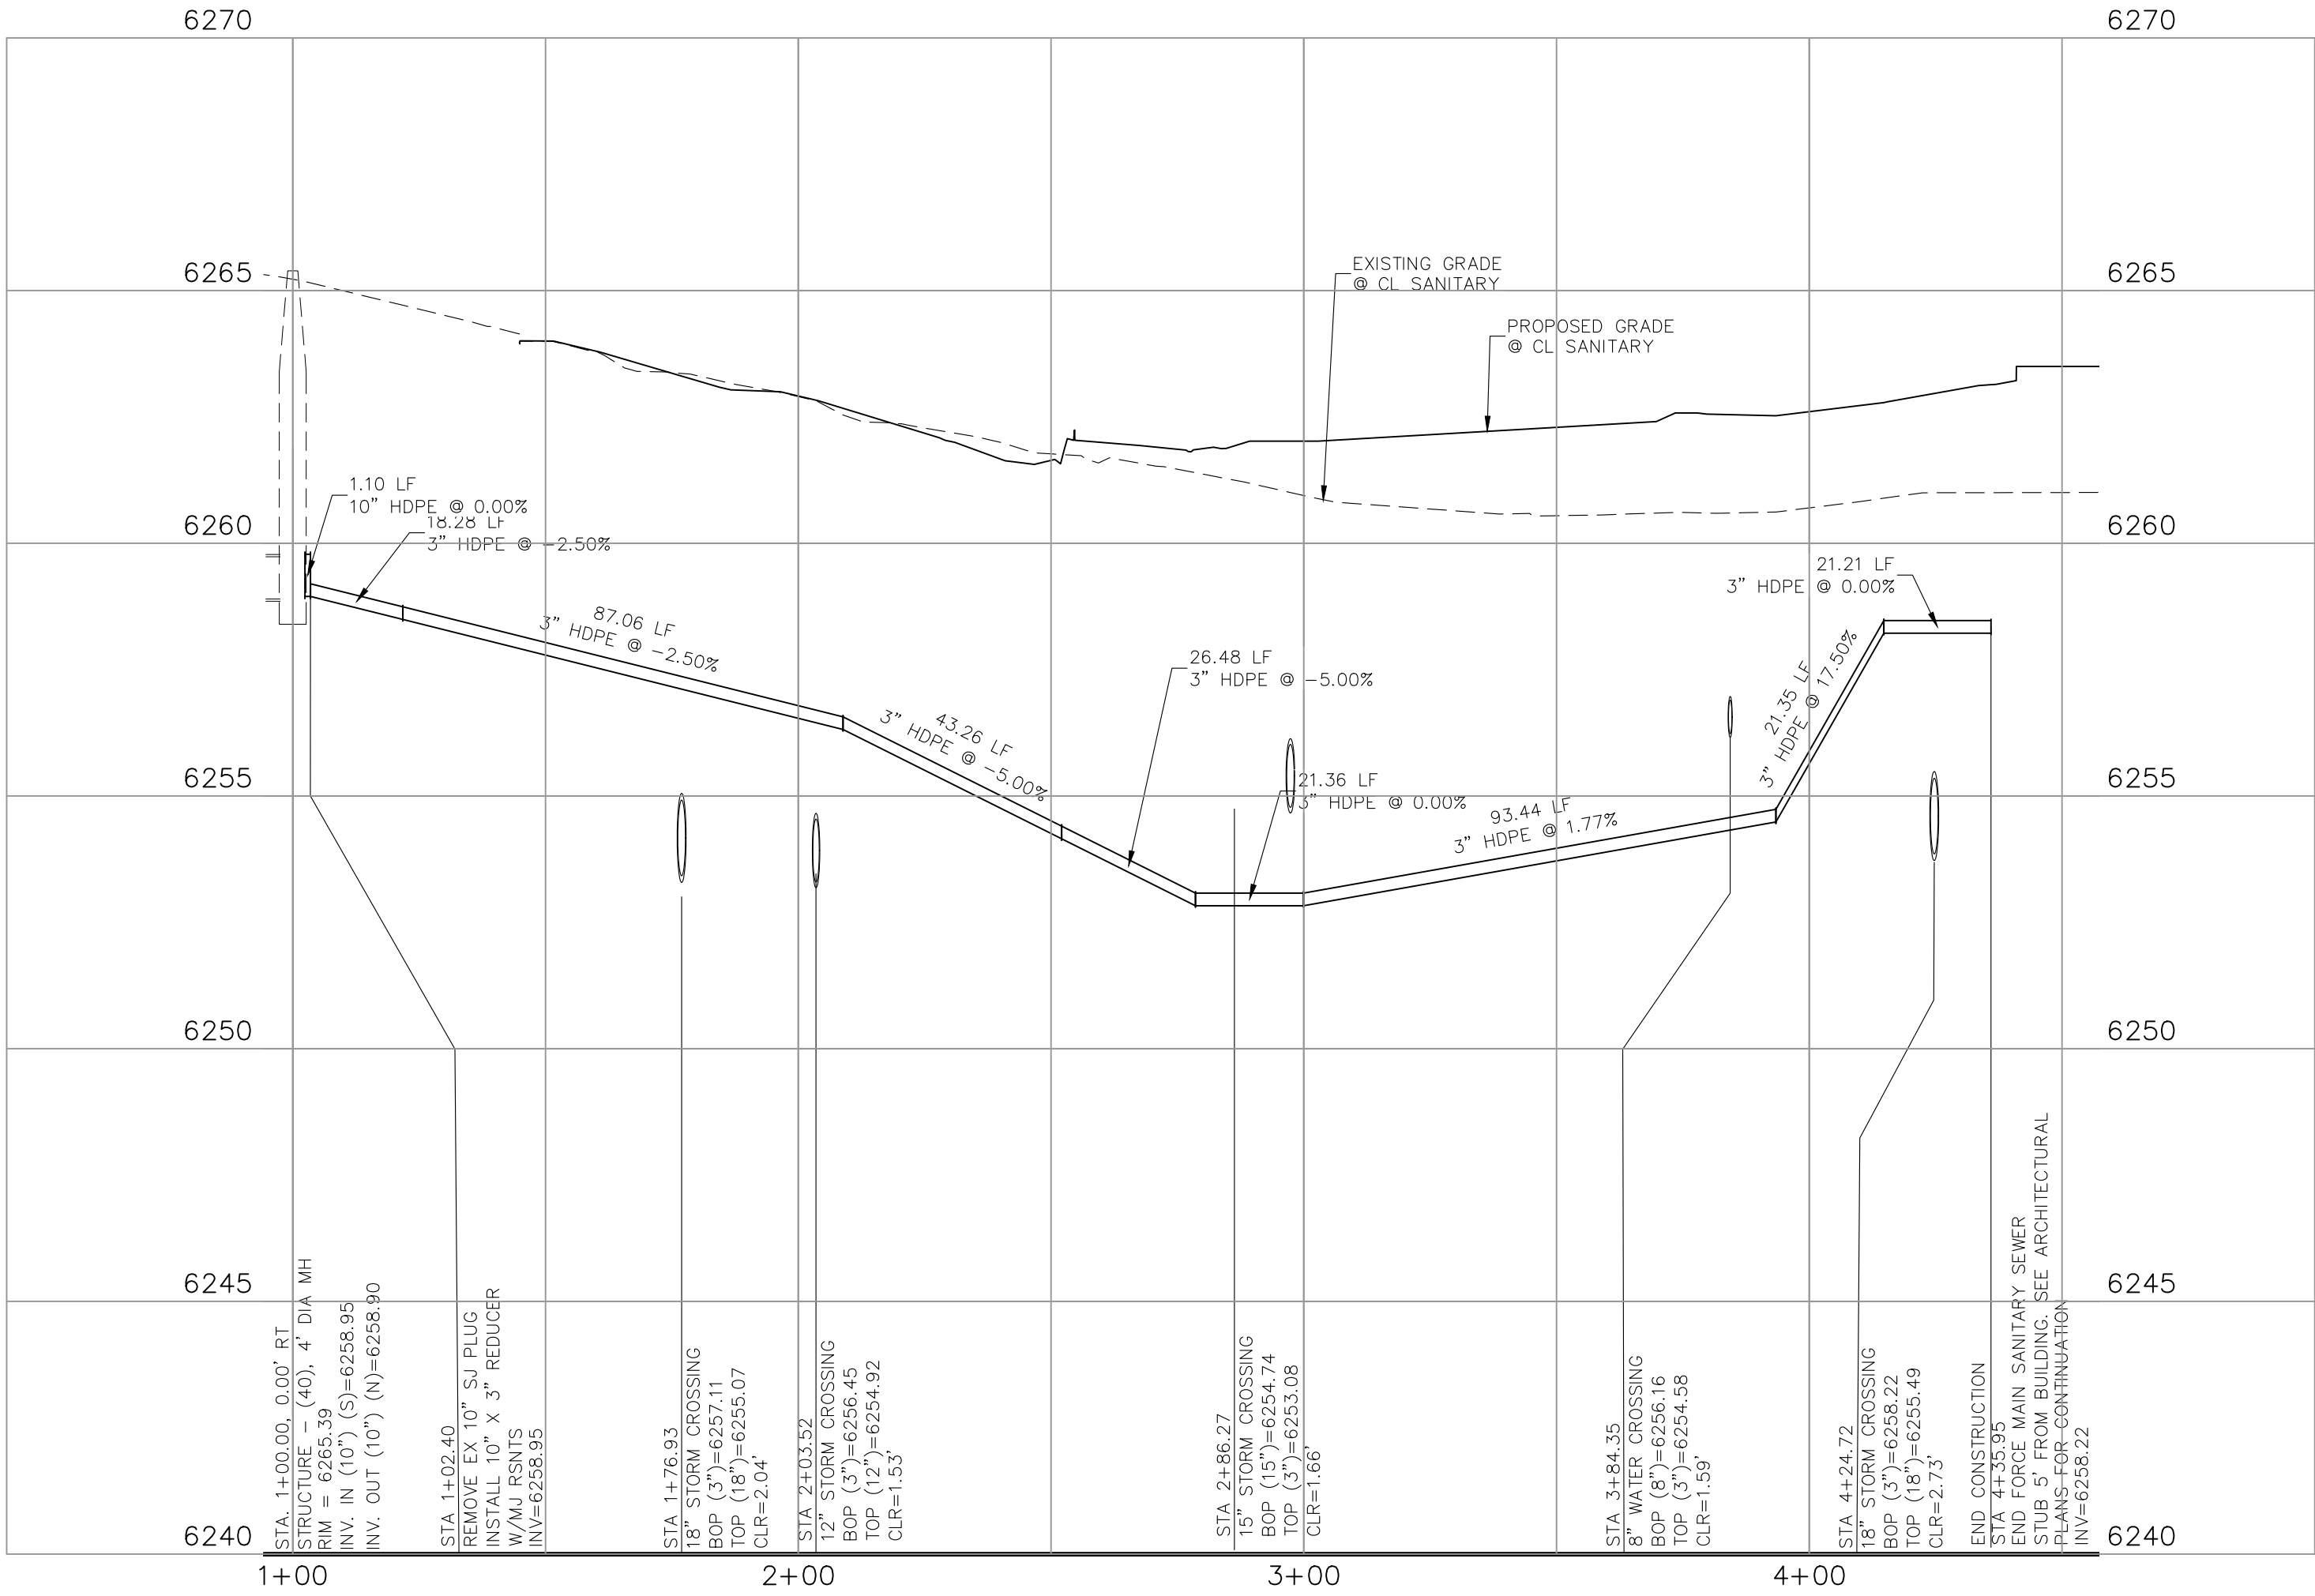 6270
6270
6265
6265
6260
6260
6255
6255
6250
6250
6245
6245
6240
6240
EXISTING GRADE
@ CL SANITARY
PROPOSED GRADE
@ CL SANITARY
1.10 LF
10" HDPE @ 0.00%
18.28 LF
3" HDPE @ -2.50%
87.06 LF
3" HDPE @ -2.50%
43.26 LF
3" HDPE @ -5.00%
26.48 LF
3" HDPE @ -5.00%
21.36 LF
3" HDPE @ 0.00%
93.44 LF
3" HDPE @ 1.77%
21.35 LF
3" HDPE @ 17.50%
21.21 LF
3" HDPE @ 0.00%
STA. 1+00.00, 0.00' RT
STRUCTURE - (40), 4' DIA MH
RIM = 6265.39
INV. IN (10") (S)=6258.95
INV. OUT (10") (N)=6258.90
STA 1+02.40
REMOVE EX 10" SJ PLUG
INSTALL 10" X 3" REDUCER
W/MJ RSNTS
INV=6258.95
STA 1+76.93
18" STORM CROSSING
BOP (3")=6257.11
TOP (18")=6255.07
CLR=2.04'
STA 2+03.52
12" STORM CROSSING
BOP (3")=6256.45
TOP (12")=6254.92
CLR=1.53'
STA 2+86.27
15" STORM CROSSING
BOP (15")=6254.74
TOP (3")=6253.08
CLR=1.66'
STA 3+84.35
8" WATER CROSSING
BOP (8")=6256.16
TOP (3")=6254.58
CLR=1.59'
STA 4+24.72
18" STORM CROSSING
BOP (3")=6258.22
TOP (18")=6255.49
CLR=2.73'
END CONSTRUCTION
STA 4+35.95
END FORCE MAIN SANITARY SEWER
STUB 5' FROM BUILDING. SEE ARCHITECTURAL
PLANS FOR CONTINUATION
INV=6258.22
1+00
2+00
3+00
4+00